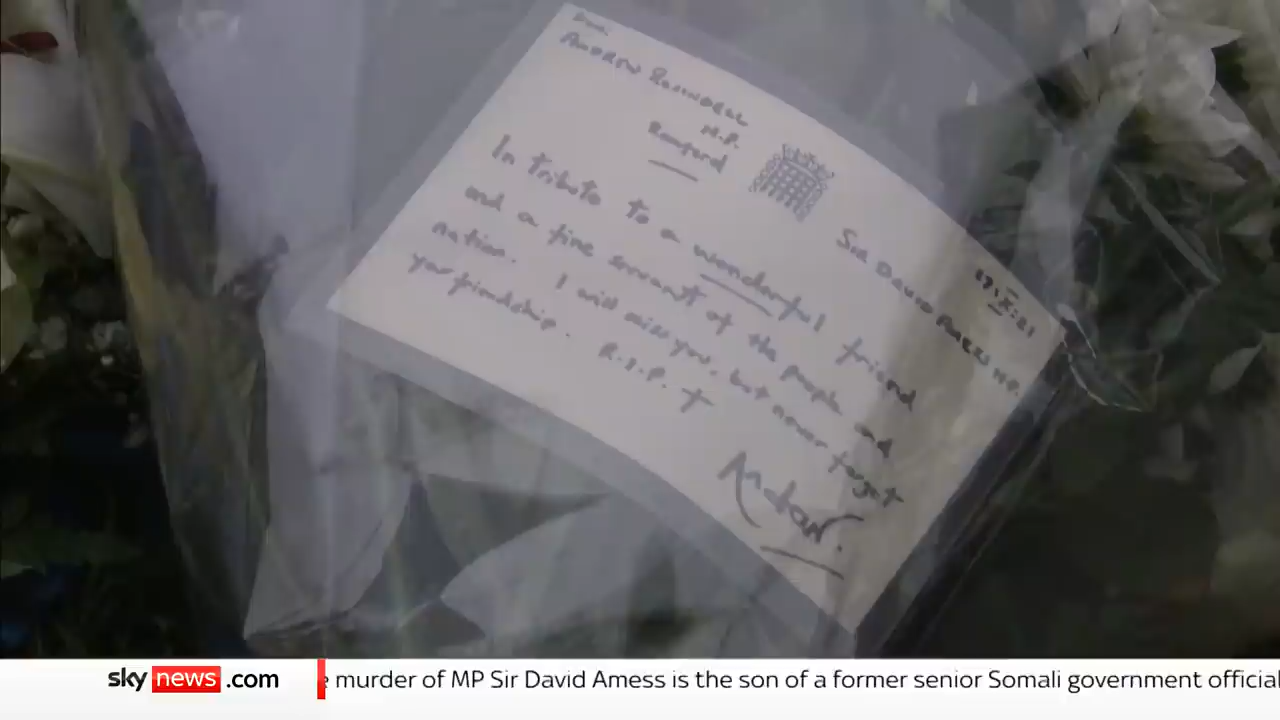 From
ANDREW ROSINDELL
M.P.
Romford
17.X.21
SIR DAVID AMESS MP.
In tribute to a wonderful friend
and a fine servant of the people and
nation. I will miss you, but never forget
your friendship. R.I.P. †
Andrew.
sky news .com
e murder of MP Sir David Amess is the son of a former senior Somali government official